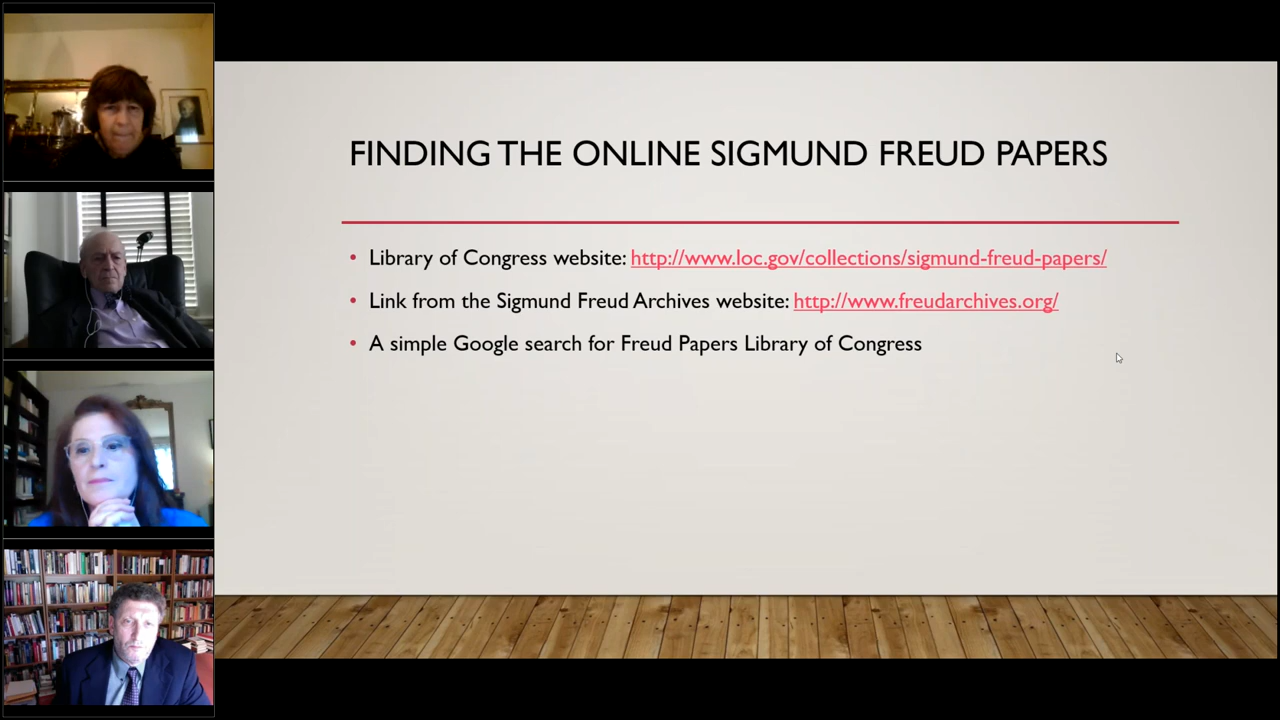 FINDING THE ONLINE SIGMUND FREUD PAPERS
• Library of Congress website: http://www.loc.gov/collections/sigmund-freud-papers/
• Link from the Sigmund Freud Archives website: http://www.freudarchives.org/
• A simple Google search for Freud Papers Library of Congress